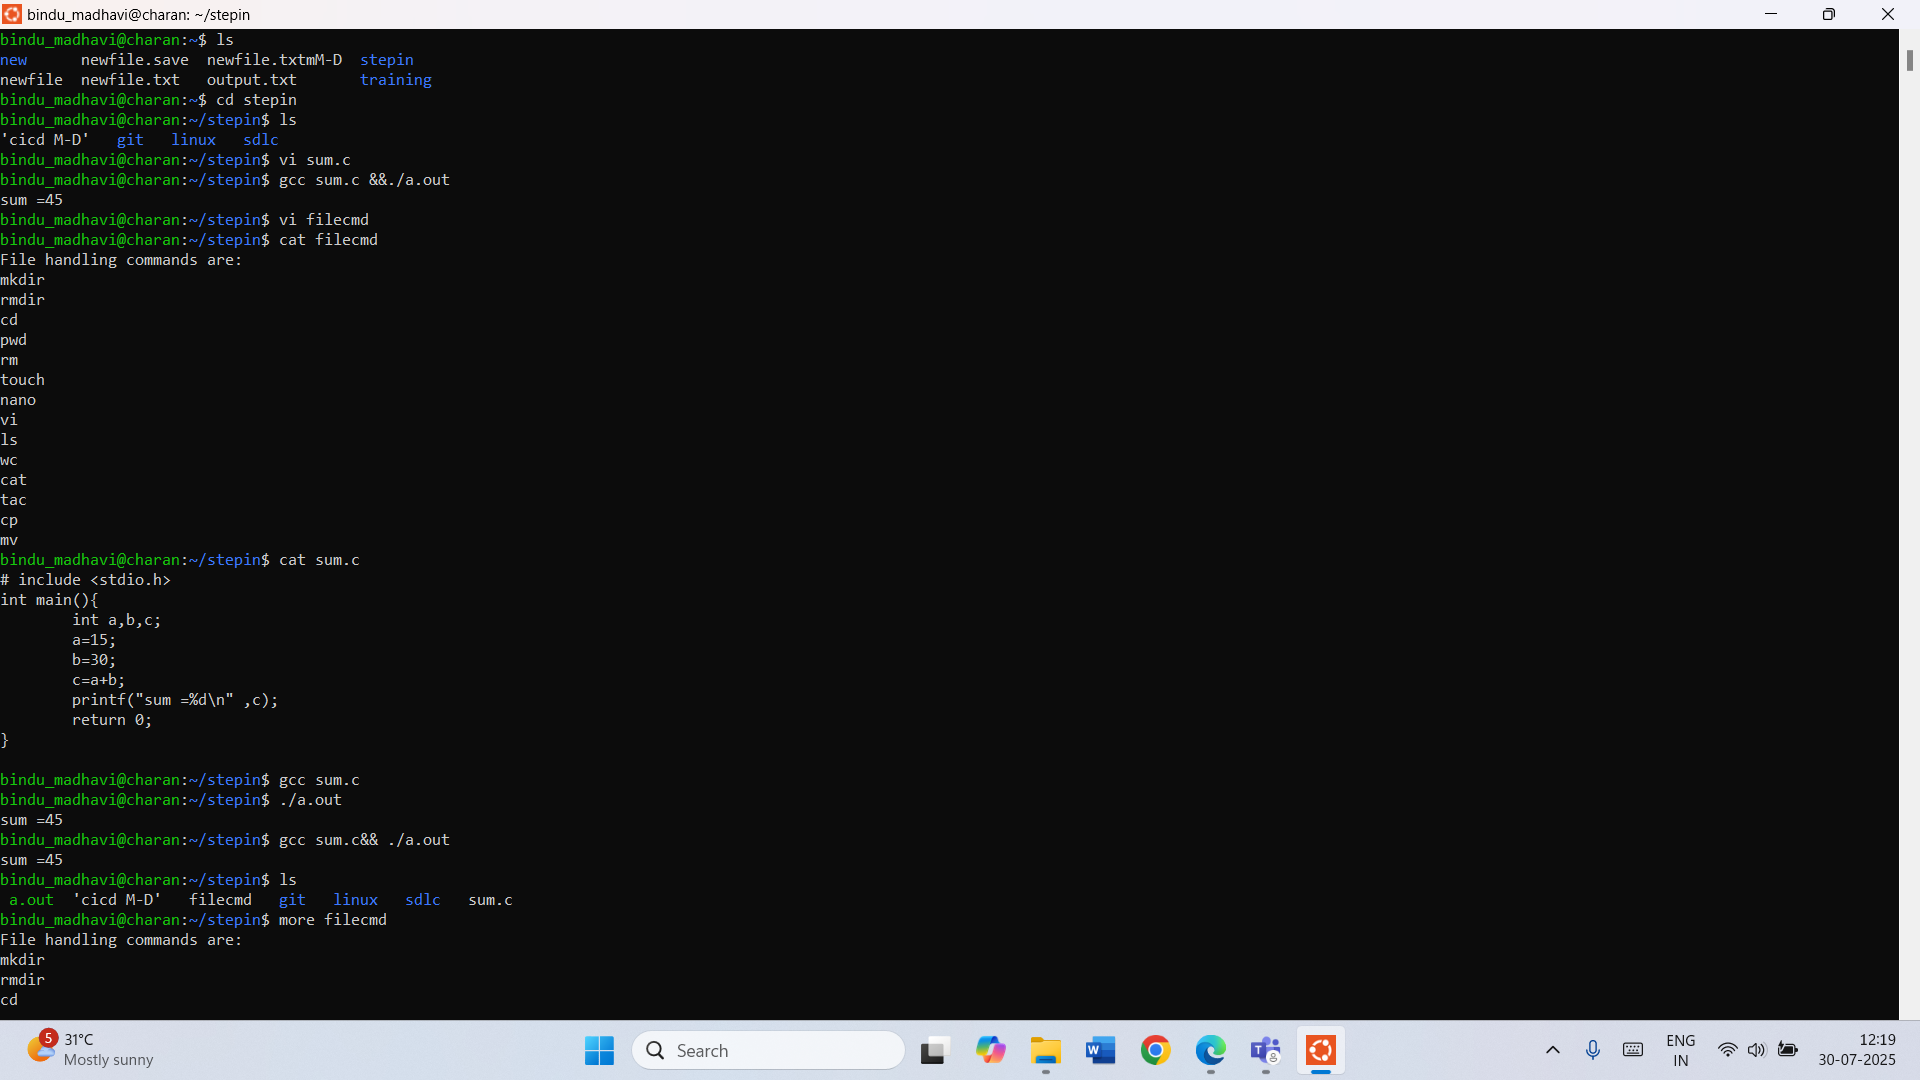 bindu_madhavi@charan: ~/stepin
bindu_madhavi@charan:~$ ls
new      newfile.save  newfile.txtmM-D  stepin
newfile  newfile.txt   output.txt       training
bindu_madhavi@charan:~$ cd stepin
bindu_madhavi@charan:~/stepin$ ls
'cicd M-D'   git   linux   sdlc
bindu_madhavi@charan:~/stepin$ vi sum.c
bindu_madhavi@charan:~/stepin$ gcc sum.c &&./a.out
sum =45
bindu_madhavi@charan:~/stepin$ vi filecmd
bindu_madhavi@charan:~/stepin$ cat filecmd
File handling commands are:
mkdir
rmdir
cd
pwd
rm
touch
nano
vi
ls
wc
cat
tac
cp
mv
bindu_madhavi@charan:~/stepin$ cat sum.c
# include <stdio.h>
int main(){
        int a,b,c;
        a=15;
        b=30;
        c=a+b;
        printf("sum =%d\n" ,c);
        return 0;
}
bindu_madhavi@charan:~/stepin$ gcc sum.c
bindu_madhavi@charan:~/stepin$ ./a.out
sum =45
bindu_madhavi@charan:~/stepin$ gcc sum.c&& ./a.out
sum =45
bindu_madhavi@charan:~/stepin$ ls
 a.out  'cicd M-D'   filecmd   git   linux   sdlc   sum.c
bindu_madhavi@charan:~/stepin$ more filecmd
File handling commands are:
mkdir
rmdir
cd
5
31°C
Mostly sunny
Search
W
T
ENG
IN
12:19
30-07-2025